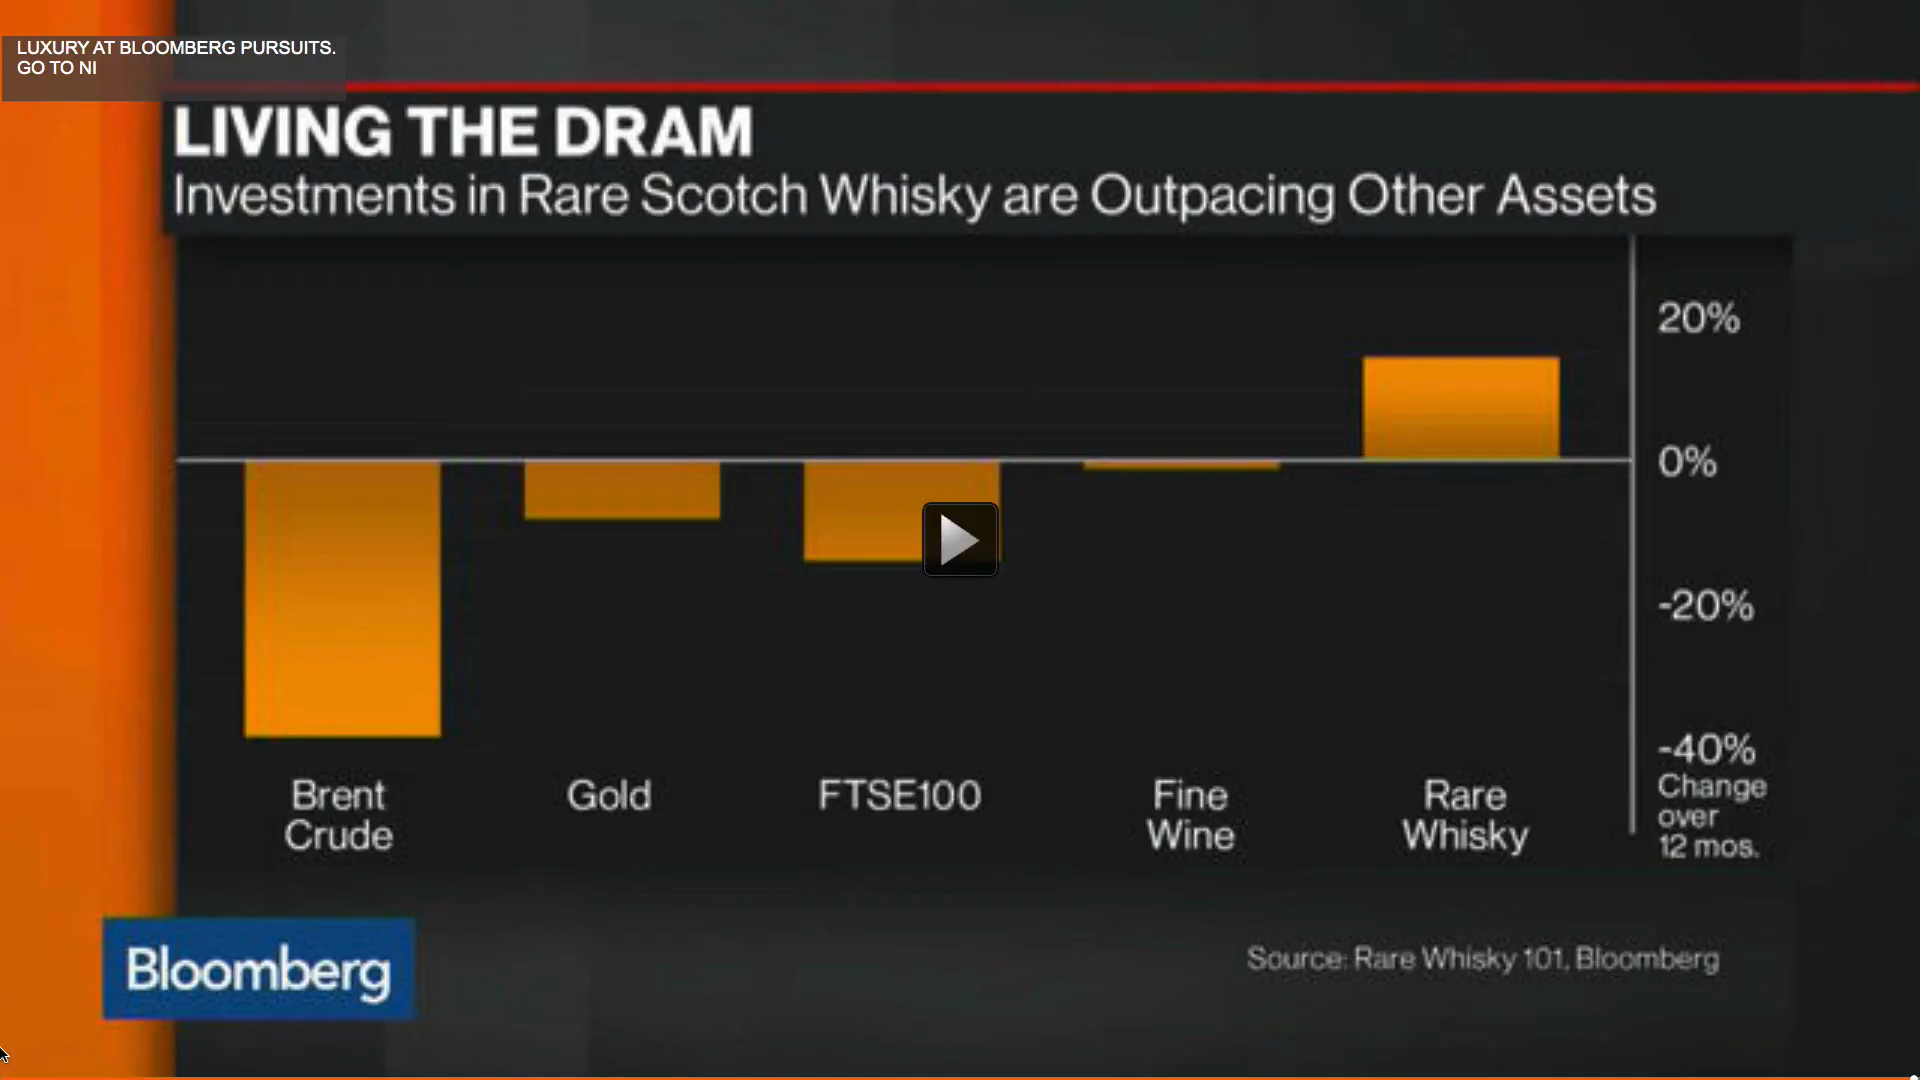 LUXURY AT BLOOMBERG PURSUITS.
GO TO NI
LIVING THE DRAM
Investments in Rare Scotch Whisky are Outpacing Other Assets
20%
0%
-20%
-40%
Change
over
12 mos.
Brent
Crude
Gold
FTSE100
Fine
Wine
Rare
Whisky
Bloomberg
Source: Rare Whisky 101, Bloomberg